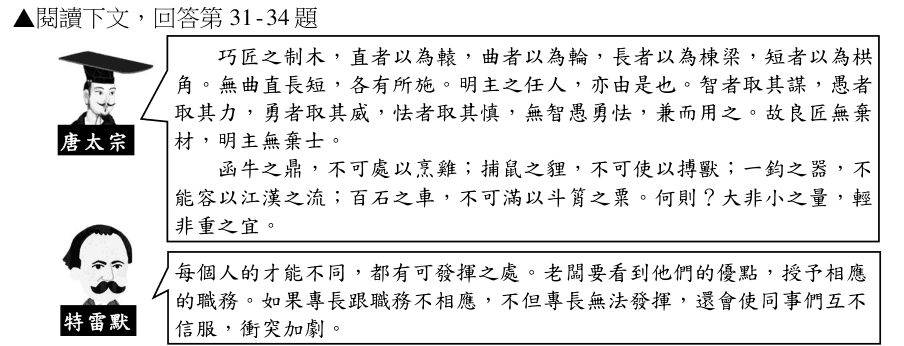 ▲閱讀下文，回答第 31-34 題
巧匠之制木，直者以為轅，曲者以為輪，長者以為棟梁，短者以為栱
角。無曲直長短，各有所施。明主之任人，亦由是也。智者取其謀，愚者
取其力，勇者取其威，怯者取其慎，無智愚勇怯，兼而用之。故良匠無棄
材，明主無棄士。
函牛之鼎，不可處以烹雞；捕鼠之貍，不可使以搏獸；一鈞之器，不
能容以江漢之流；百石之車，不可滿以斗筲之粟。何則？大非小之量，輕
非重之宜。
唐太宗
每個人的才能不同，都有可發揮之處。老闆要看到他們的優點，授予相應
的職務。如果專長跟職務不相應，不但專長無法發揮，還會使同事們互不
信服，衝突加劇。
特雷默